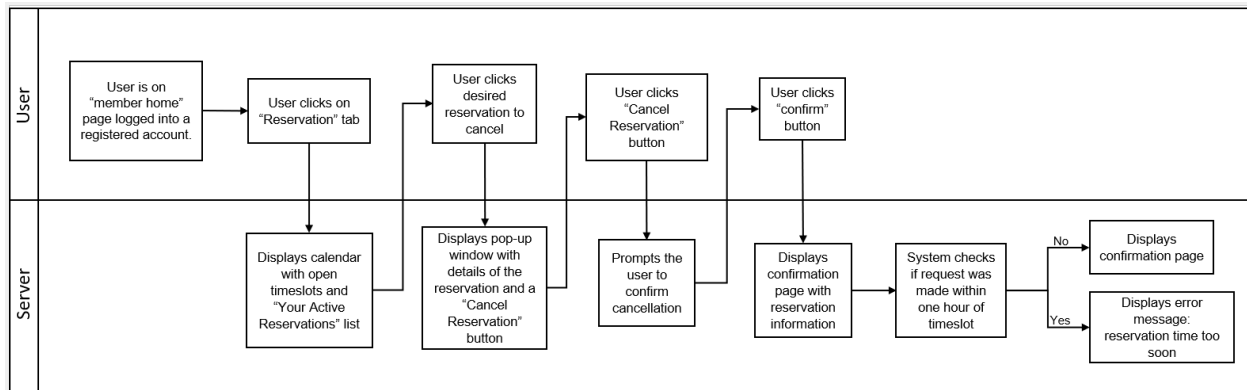 User
User is on
“member home”
page logged into a
registered account.
User clicks on
“Reservation” tab
User clicks
desired
reservation to
cancel
User clicks
“Cancel
Reservation”
button
User clicks
“confirm”
button
Server
Displays calendar
with open
timeslots and
“Your Active
Reservations” list
Displays pop-up
window with
details of the
reservation and a
“Cancel
Reservation”
button
Prompts the
user to
confirm
cancellation
Displays
confirmation
page with
reservation
information
System checks
if request was
made within
one hour of
timeslot
No
Displays
confirmation page
Yes
Displays error
message:
reservation time too
soon